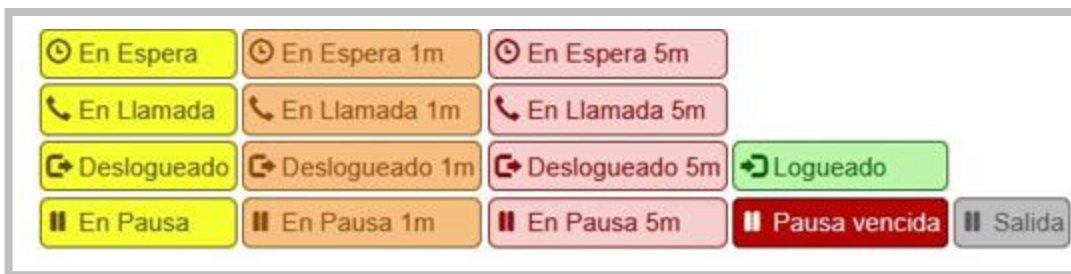 En Espera En Espera 1m En Espera 5m
En Llamada En Llamada 1m En Llamada 5m
Deslogueado Deslogueado 1m Deslogueado 5m Logueado
En Pausa En Pausa 1m En Pausa 5m Pausa vencida Salida